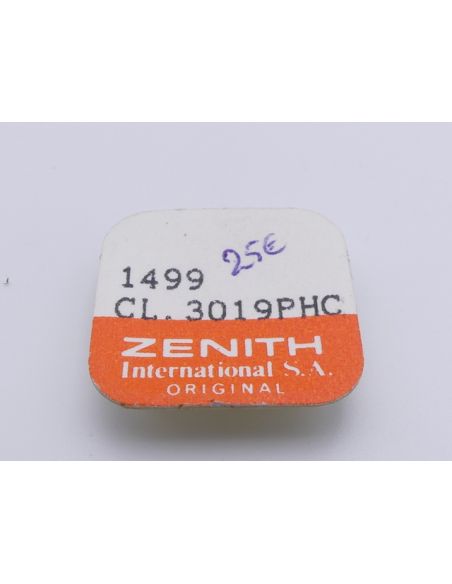 25€
1499
CL. 3019PHC
ZENITH
International S.A.
ORIGINAL